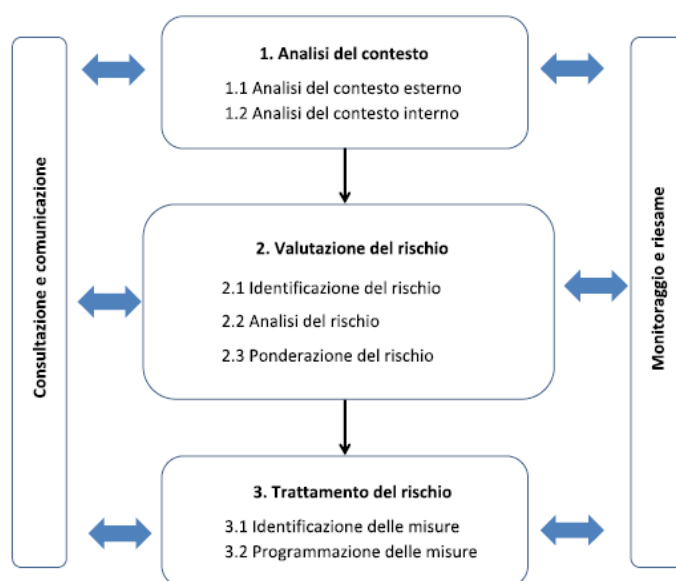 Consultazione e comunicazione
1. Analisi del contesto
1.1 Analisi del contesto esterno
1.2 Analisi del contesto interno
2. Valutazione del rischio
2.1 Identificazione del rischio
2.2 Analisi del rischio
2.3 Ponderazione del rischio
3. Trattamento del rischio
3.1 Identificazione delle misure
3.2 Programmazione delle misure
Monitoraggio e riesame